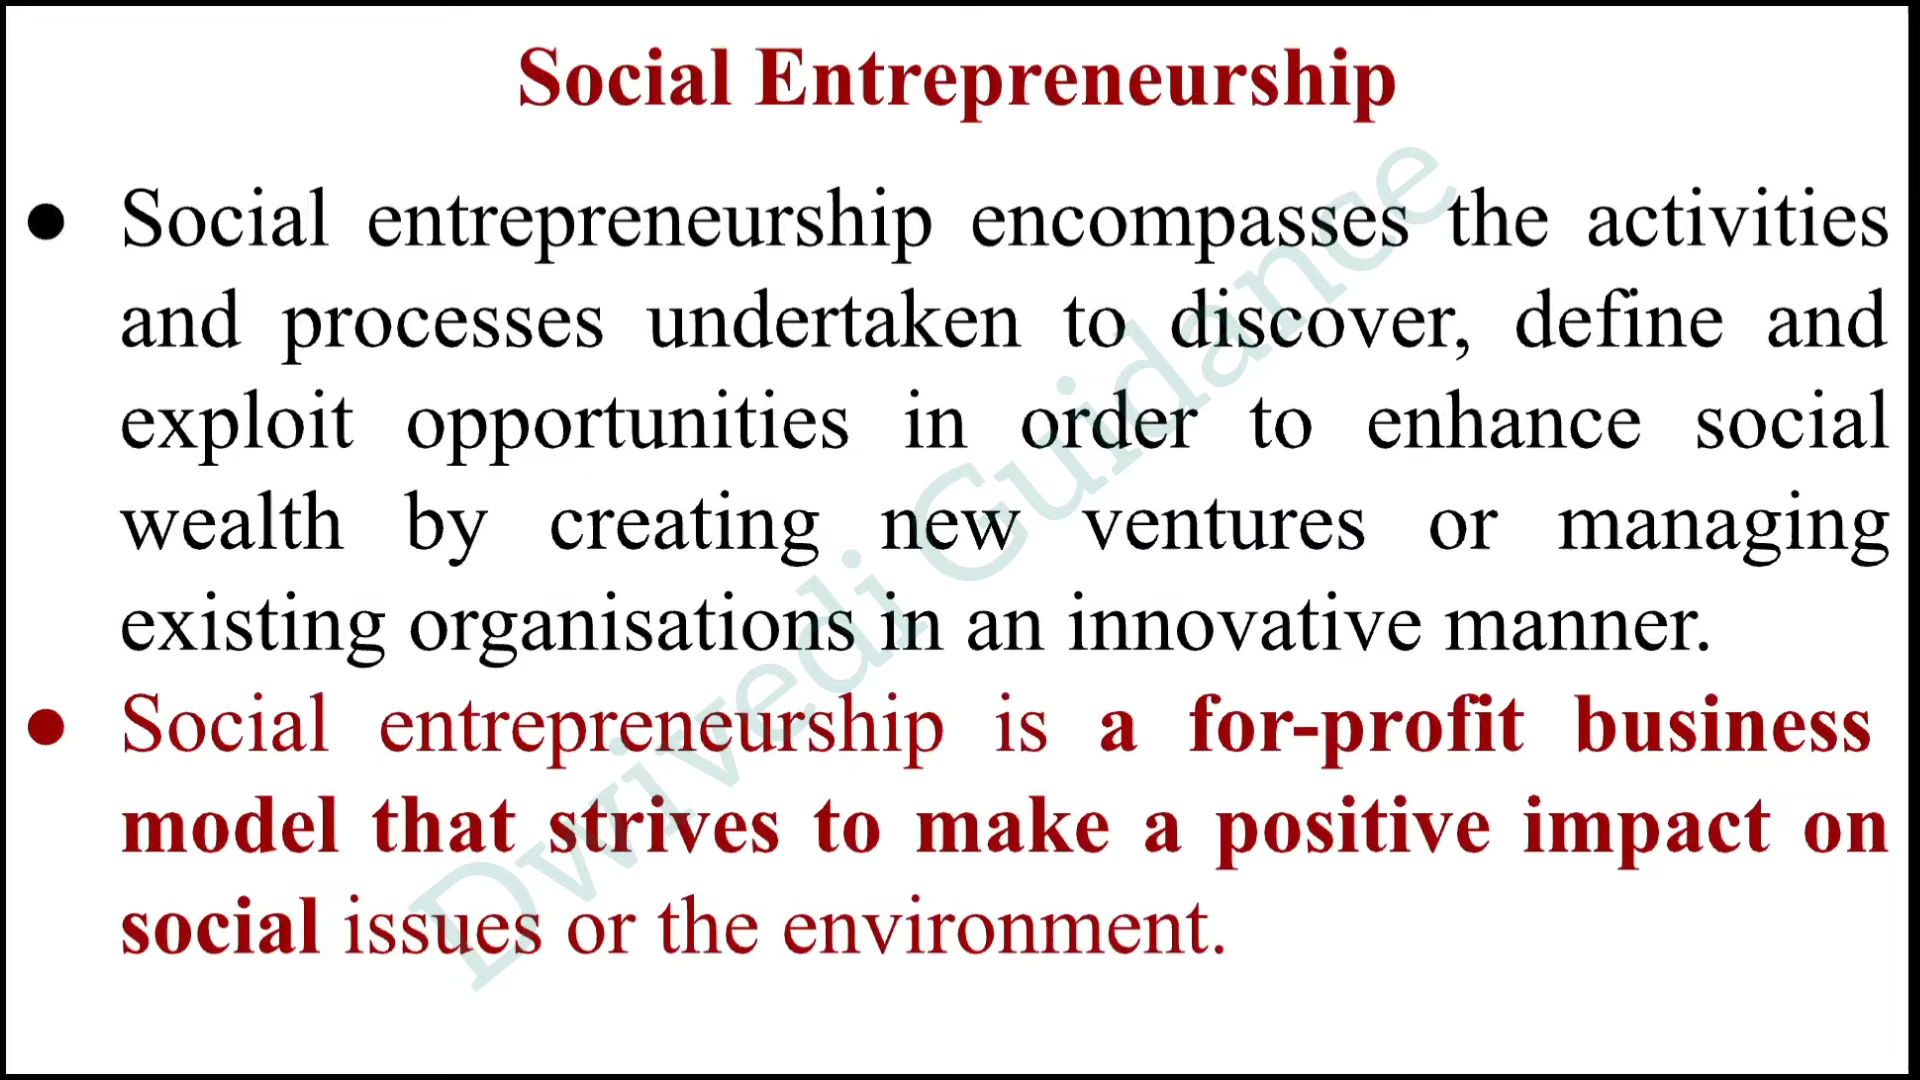 Social Entrepreneurship
● Social entrepreneurship encompasses the activities
and processes undertaken to discover, define and
exploit opportunities in order to enhance social
wealth by creating new ventures or managing
existing organisations in an innovative manner.
● Social entrepreneurship is a for-profit business
model that strives to make a positive impact on
social issues or the environment.
Dwivedi Guidance